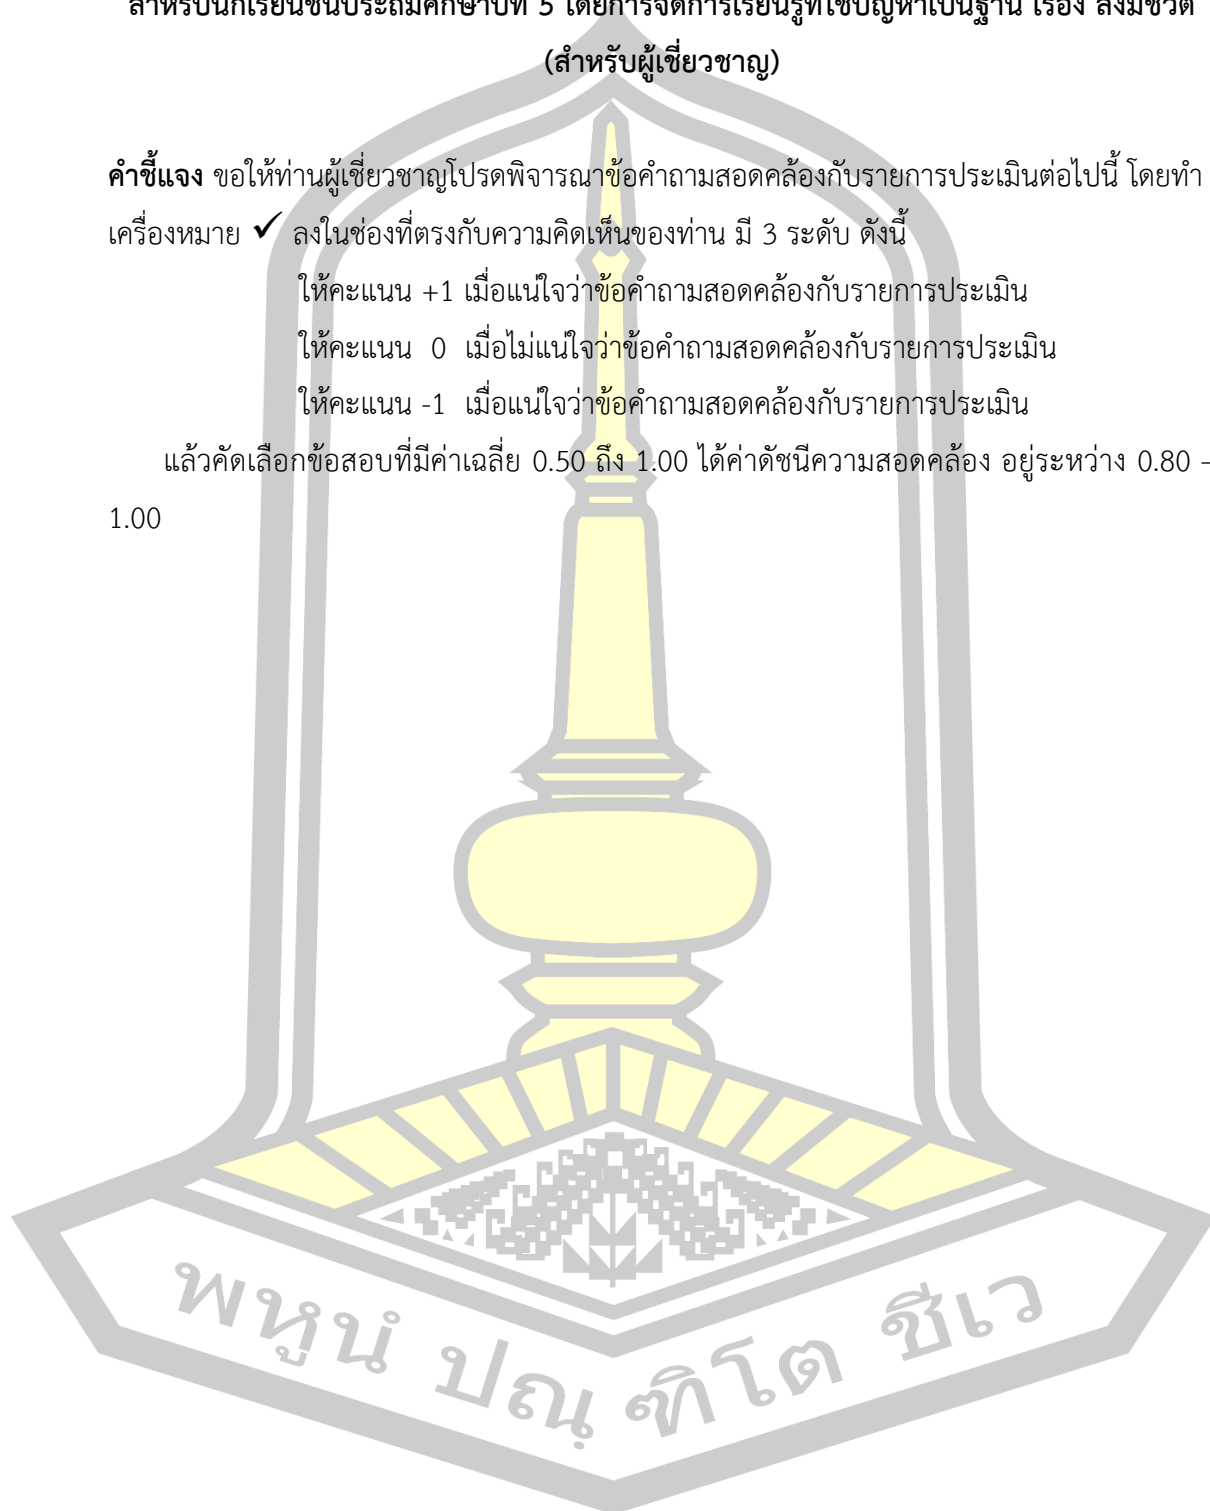 สำหรับนักเรียนชั้นประถมศึกษาปีที่ 5 โดยการจัดการเรียนรู้ที่ใช้ปัญหาเป็นฐาน เรื่อง สิ่งมีชีวิต
(สำหรับผู้เชี่ยวชาญ)
คำชี้แจง ขอให้ท่านผู้เชี่ยวชาญโปรดพิจารณาข้อคำถามสอดคล้องกับรายการประเมินต่อไปนี้ โดยทำ
เครื่องหมาย ✓ ลงในช่องที่ตรงกับความคิดเห็นของท่าน มี 3 ระดับ ดังนี้
ให้คะแนน +1 เมื่อแน่ใจว่าข้อคำถามสอดคล้องกับรายการประเมิน
ให้คะแนน 0 เมื่อไม่แน่ใจว่าข้อคำถามสอดคล้องกับรายการประเมิน
ให้คะแนน -1 เมื่อแน่ใจว่าข้อคำถามสอดคล้องกับรายการประเมิน
แล้วคัดเลือกข้อสอบที่มีค่าเฉลี่ย 0.50 ถึง 1.00 ได้ค่าดัชนีความสอดคล้อง อยู่ระหว่าง 0.80 –
1.00
พหูนํ ปณฺ ฑิโต ชีเว